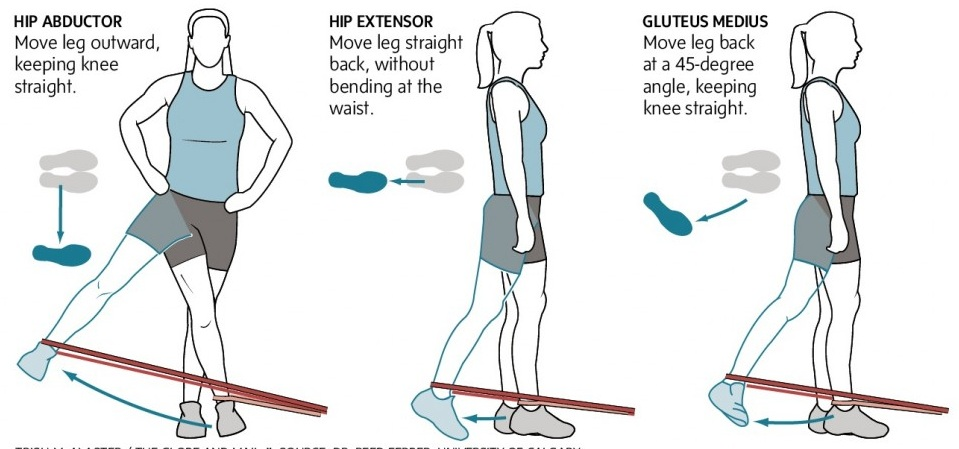 HIP ABDUCTOR
Move leg outward,
keeping knee
straight.
HIP EXTENSOR
Move leg straight
back, without
bending at the
waist.
GLUTEUS MEDIUS
Move leg back
at a 45-degree
angle, keeping
knee straight.